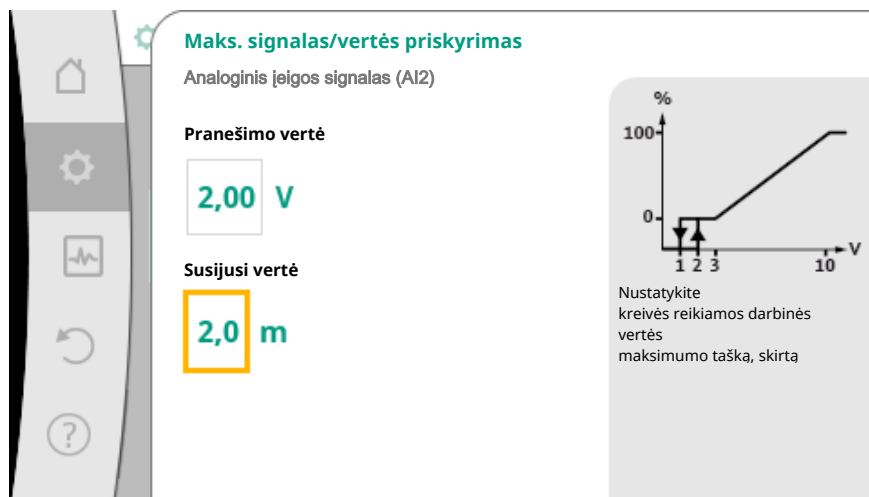 Maks. signalas/vertės priskyrimas
Analoginis įeigos signalas (AI2)
Pranešimo vertė
2,00 V
Susijusi vertė
2,0 m
%
100
0
1 2 3 10 V
Nustatykite
kreivės reikiamos darbinės
vertės
maksimumo tašką, skirtą
?